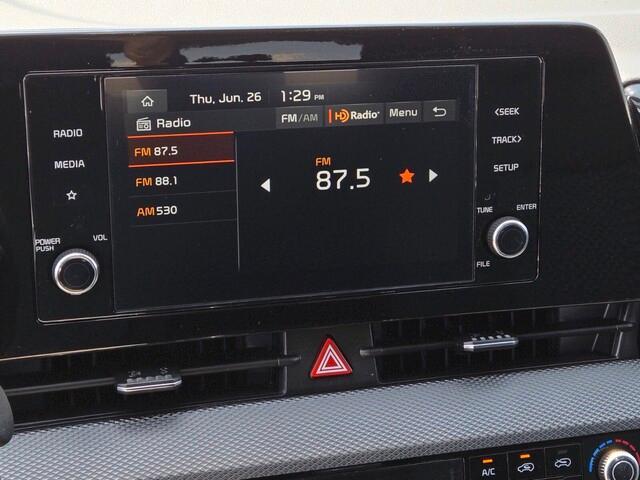 Thu, Jun. 26 1:29 PM
Radio FM/AM HD Radio Menu
FM 87.5
FM 88.1
AM 530
FM
87.5
RADIO
MEDIA
POWER PUSH
VOL
<SEEK
TRACK>
SETUP
TUNE
ENTER
FILE
A/C